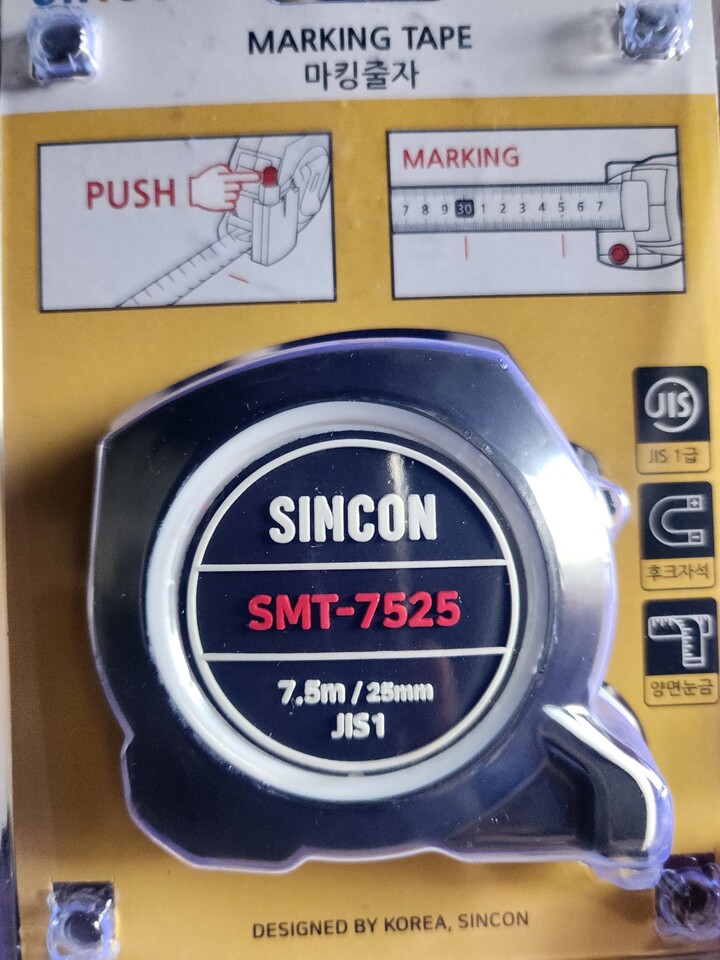 MARKING TAPE
마킹줄자
PUSH
MARKING
7 8 9 30 1 2 3 4 5 6 7
JIS
JIS 1급
후크자석
양면눈금
SINCON
SMT-7525
7.5m / 25mm
JIS1
DESIGNED BY KOREA, SINCON